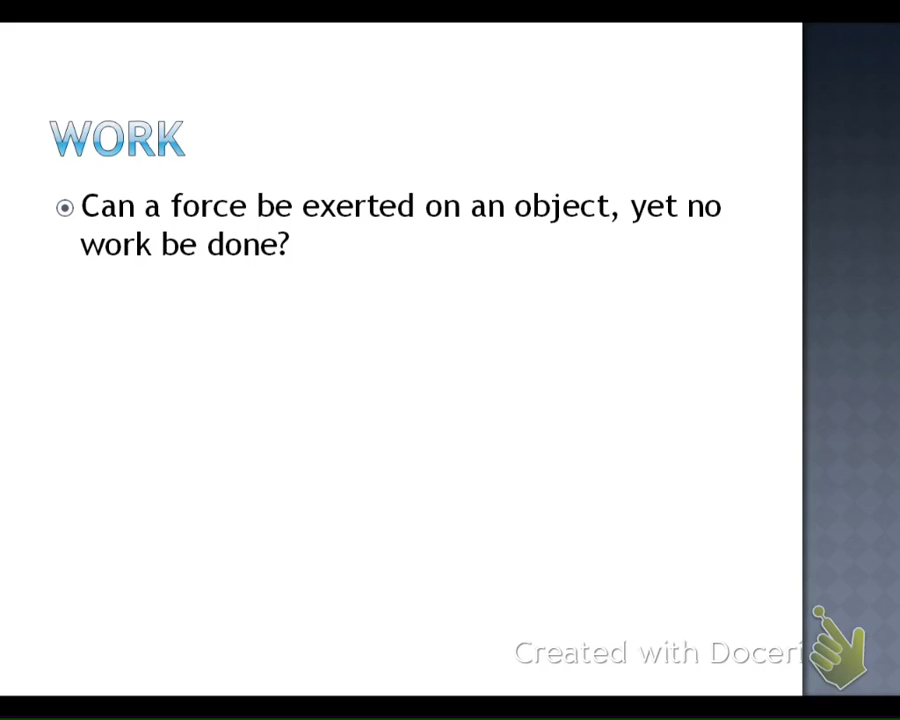 WORK
Can a force be exerted on an object, yet no
work be done?
Created with Doceri